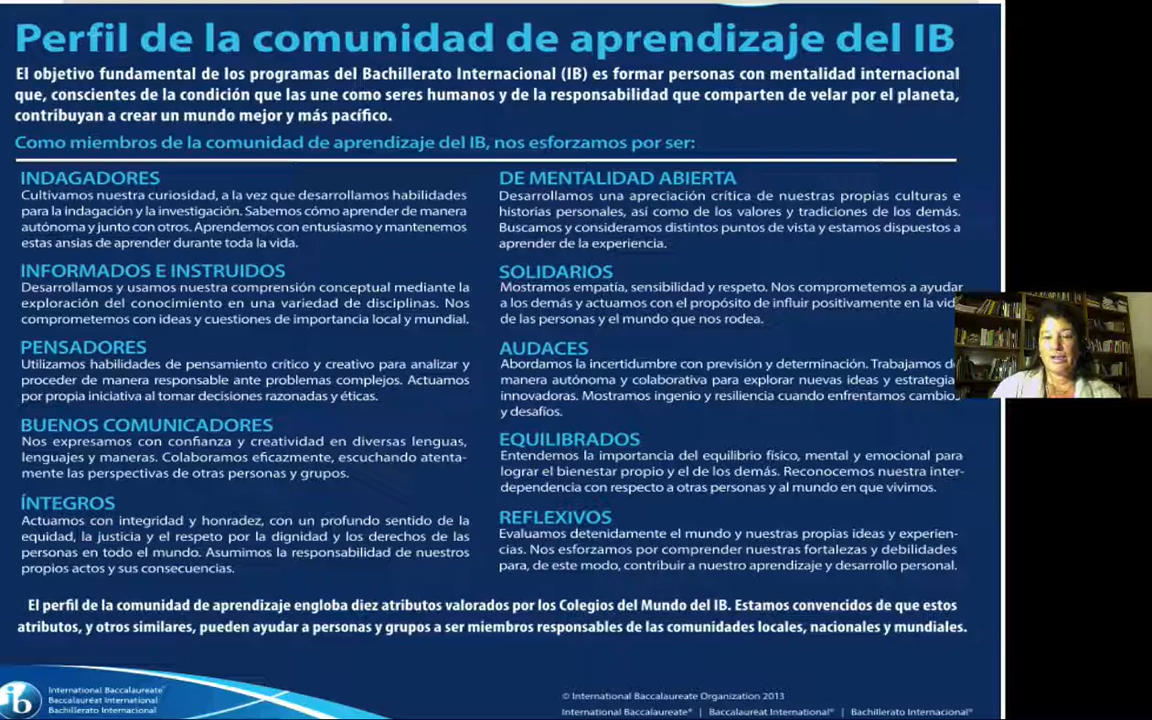 Perfil de la comunidad de aprendizaje del IB
El objetivo fundamental de los programas del Bachillerato Internacional (IB) es formar personas con mentalidad internacional
que, conscientes de la condición que las une como seres humanos y de la responsabilidad que comparten de velar por el planeta,
contribuyan a crear un mundo mejor y más pacífico.
Como miembros de la comunidad de aprendizaje del IB, nos esforzamos por ser:
INDAGADORES
Cultivamos nuestra curiosidad, a la vez que desarrollamos habilidades
para la indagación y la investigación. Sabemos cómo aprender de manera
autónoma y junto con otros. Aprendemos con entusiasmo y mantenemos
estas ansias de aprender durante toda la vida.
INFORMADOS E INSTRUIDOS
Desarrollamos y usamos nuestra comprensión conceptual mediante la
exploración del conocimiento en una variedad de disciplinas. Nos
comprometemos con ideas y cuestiones de importancia local y mundial.
PENSADORES
Utilizamos habilidades de pensamiento crítico y creativo para analizar y
proceder de manera responsable ante problemas complejos. Actuamos
por propia iniciativa al tomar decisiones razonadas y éticas.
BUENOS COMUNICADORES
Nos expresamos con confianza y creatividad en diversas lenguas,
lenguajes y maneras. Colaboramos eficazmente, escuchando atenta-
mente las perspectivas de otras personas y grupos.
ÍNTEGROS
Actuamos con integridad y honradez, con un profundo sentido de la
equidad, la justicia y el respeto por la dignidad y los derechos de las
personas en todo el mundo. Asumimos la responsabilidad de nuestros
propios actos y sus consecuencias.
DE MENTALIDAD ABIERTA
Desarrollamos una apreciación crítica de nuestras propias culturas e
historias personales, así como de los valores y tradiciones de los demás.
Buscamos y consideramos distintos puntos de vista y estamos dispuestos a
aprender de la experiencia.
SOLIDARIOS
Mostramos empatía, sensibilidad y respeto. Nos comprometemos a ayudar
a los demás y actuamos con el propósito de influir positivamente en la vid
de las personas y el mundo que nos rodea.
AUDACES
Abordamos la incertidumbre con previsión y determinación. Trabajamos de
manera autónoma y colaborativa para explorar nuevas ideas y estrategia
innovadoras. Mostramos ingenio y resiliencia cuando enfrentamos cambios
y desafíos.
EQUILIBRADOS
Entendemos la importancia del equilibrio físico, mental y emocional para
lograr el bienestar propio y el de los demás. Reconocemos nuestra inter-
dependencia con respecto a otras personas y al mundo en que vivimos.
REFLEXIVOS
Evaluamos detenidamente el mundo y nuestras propias ideas y experien-
cias. Nos esforzamos por comprender nuestras fortalezas y debilidades
para, de este modo, contribuir a nuestro aprendizaje y desarrollo personal.
El perfil de la comunidad de aprendizaje engloba diez atributos valorados por los Colegios del Mundo del IB. Estamos convencidos de que estos
atributos, y otros similares, pueden ayudar a personas y grupos a ser miembros responsables de las comunidades locales, nacionales y mundiales.
ib
International Baccalaureate®
Baccalauréat International
Bachillerato Internacional
© International Baccalaureate Organization 2013
International Baccalaureate® | Baccalauréat International® | Bachillerato Internacional®